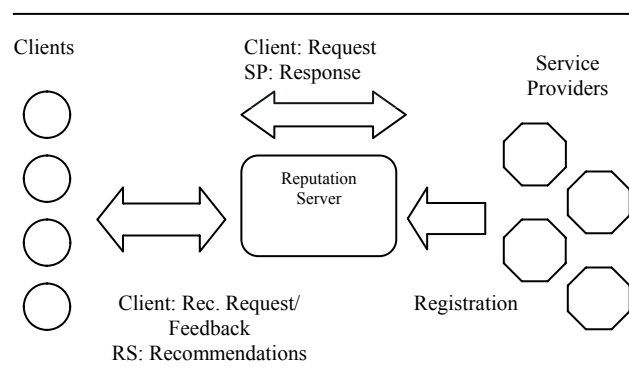 Clients
Client: Request
SP: Response
Service
Providers
Reputation
Server
Client: Rec. Request/
Feedback
RS: Recommendations
Registration